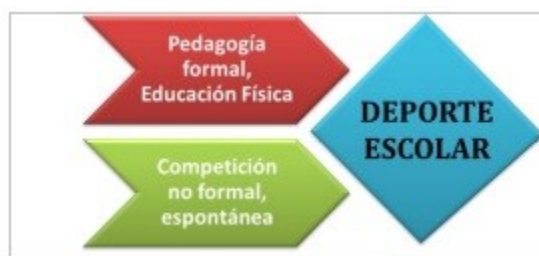 Pedagogía
formal,
Educación Física
Competición
no formal,
espontánea
DEPORTE
ESCOLAR